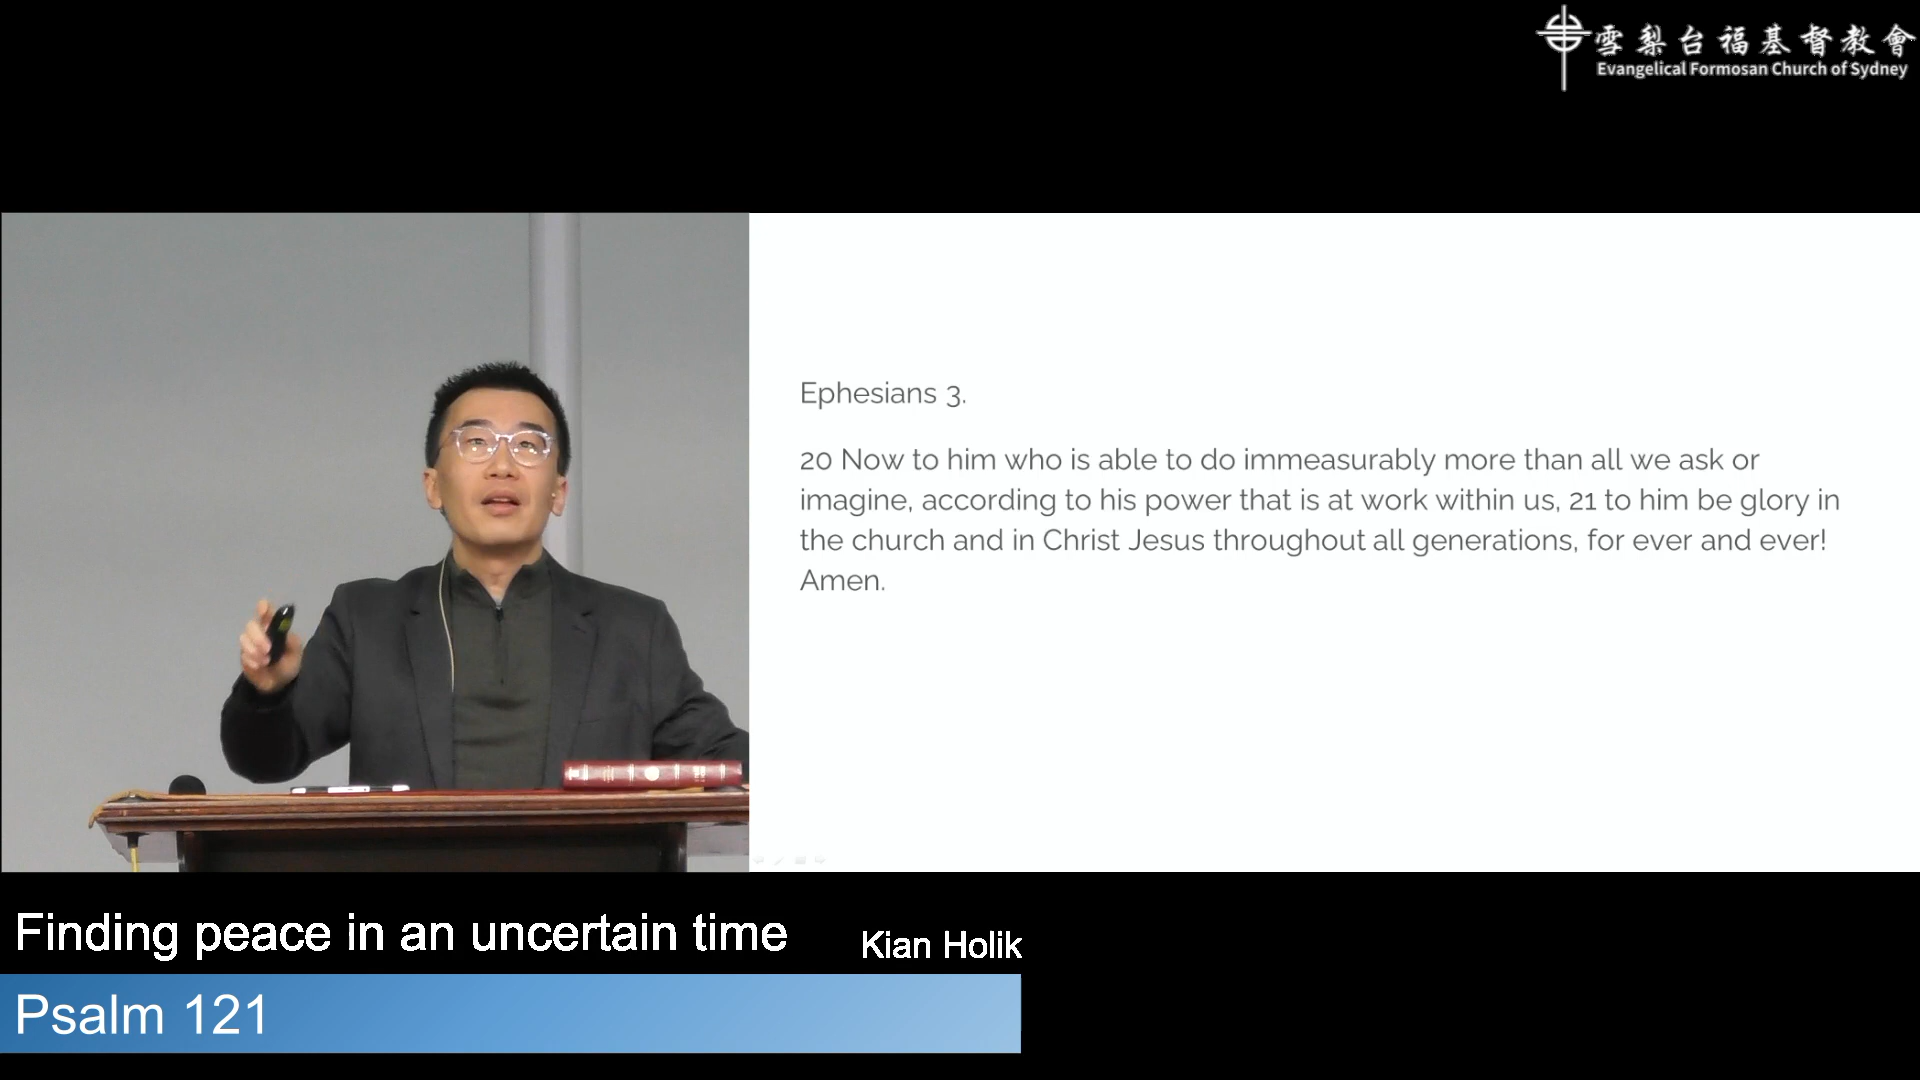 雪梨台福基督教會
Evangelical Formosan Church of Sydney
Ephesians 3.
20 Now to him who is able to do immeasurably more than all we ask or
imagine, according to his power that is at work within us, 21 to him be glory in
the church and in Christ Jesus throughout all generations, for ever and ever!
Amen.
Finding peace in an uncertain time
Kian Holik
Psalm 121